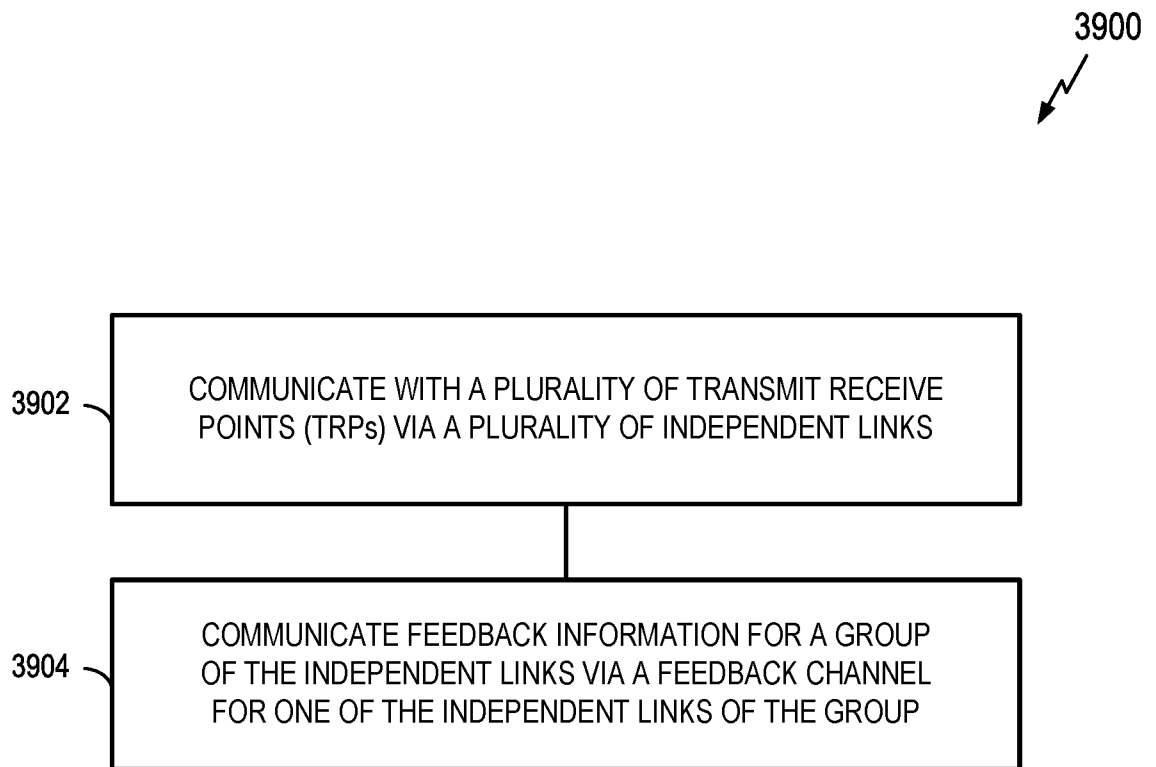 3900
3902
COMMUNICATE WITH A PLURALITY OF TRANSMIT RECEIVE
POINTS (TRPs) VIA A PLURALITY OF INDEPENDENT LINKS
3904
COMMUNICATE FEEDBACK INFORMATION FOR A GROUP
OF THE INDEPENDENT LINKS VIA A FEEDBACK CHANNEL
FOR ONE OF THE INDEPENDENT LINKS OF THE GROUP